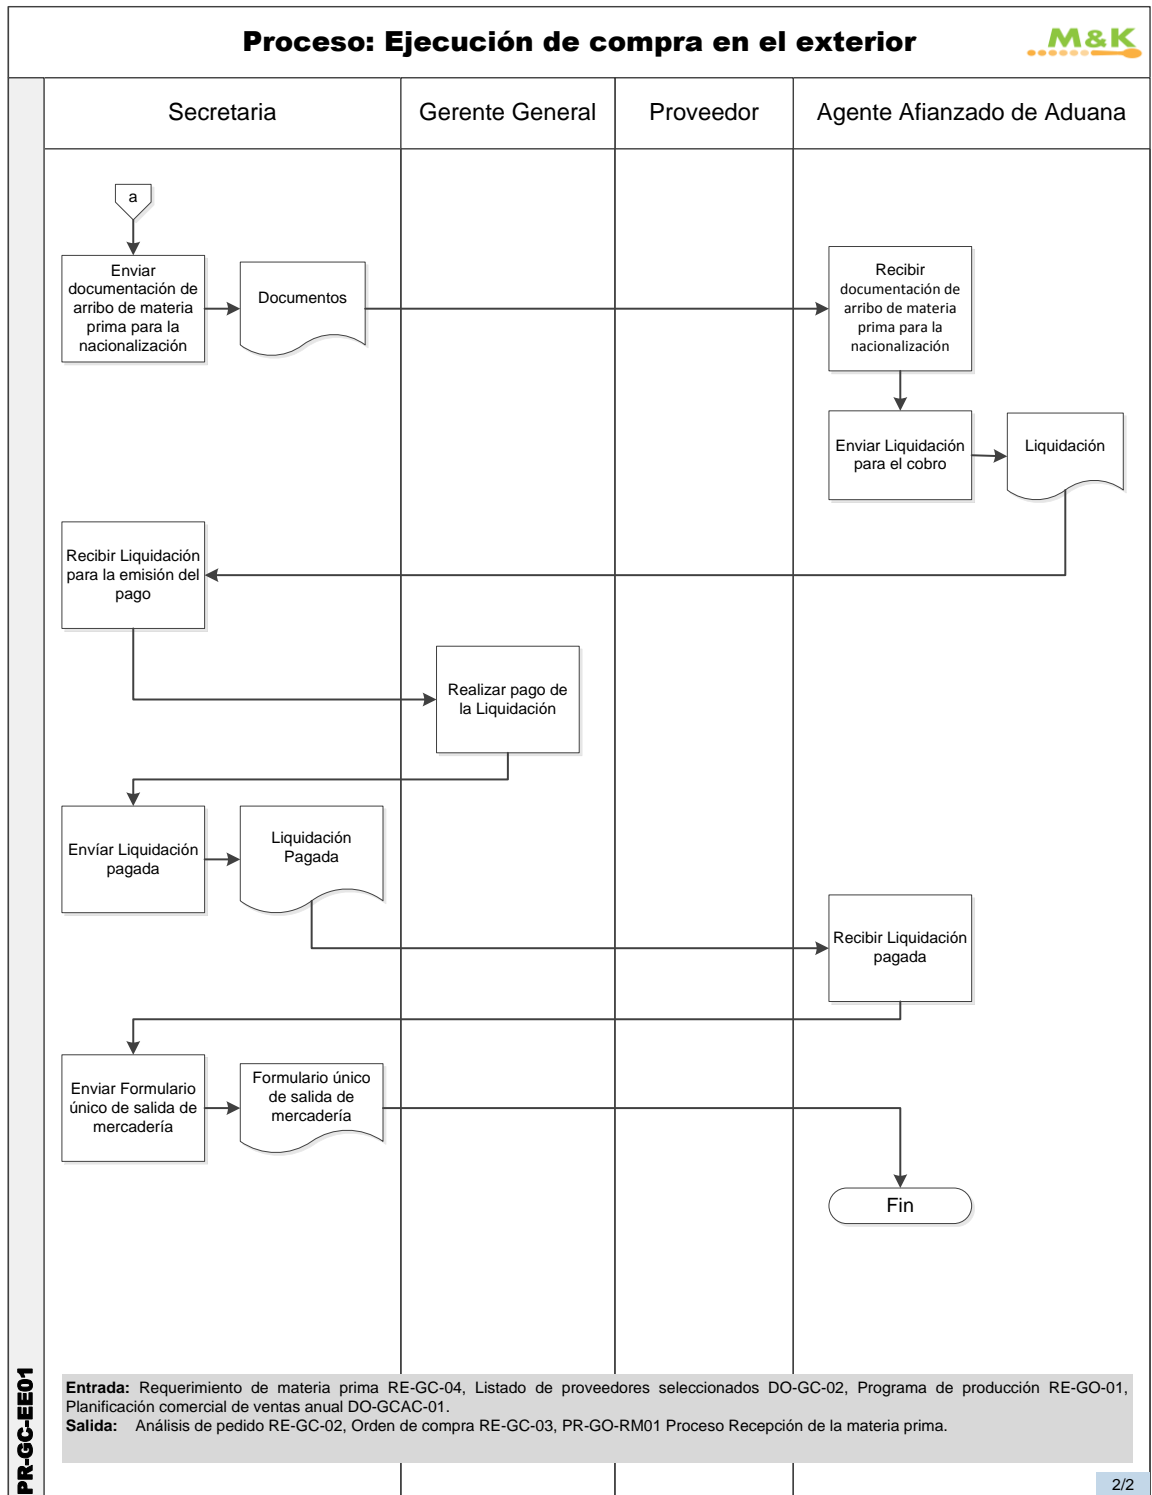 Proceso: Ejecución de compra en el exterior
M&K
Secretaria
Gerente General
Proveedor
Agente Afianzado de Aduana
a
Enviar
documentación de
arribo de materia
prima para la
nacionalización
Documentos
Recibir
documentación de
arribo de materia
prima para la
nacionalización
Enviar Liquidación
para el cobro
Liquidación
Recibir Liquidación
para la emisión del
pago
Realizar pago de
la Liquidación
Envíar Liquidación
pagada
Liquidación
Pagada
Recibir Liquidación
pagada
Enviar Formulario
único de salida de
mercadería
Formulario único
de salida de
mercadería
Fin
PR-GC-EE01
Entrada: Requerimiento de materia prima RE-GC-04, Listado de proveedores seleccionados DO-GC-02, Programa de producción RE-GO-01,
Planificación comercial de ventas anual DO-GCAC-01.
Salida: Análisis de pedido RE-GC-02, Orden de compra RE-GC-03, PR-GO-RM01 Proceso Recepción de la materia prima.
2/2